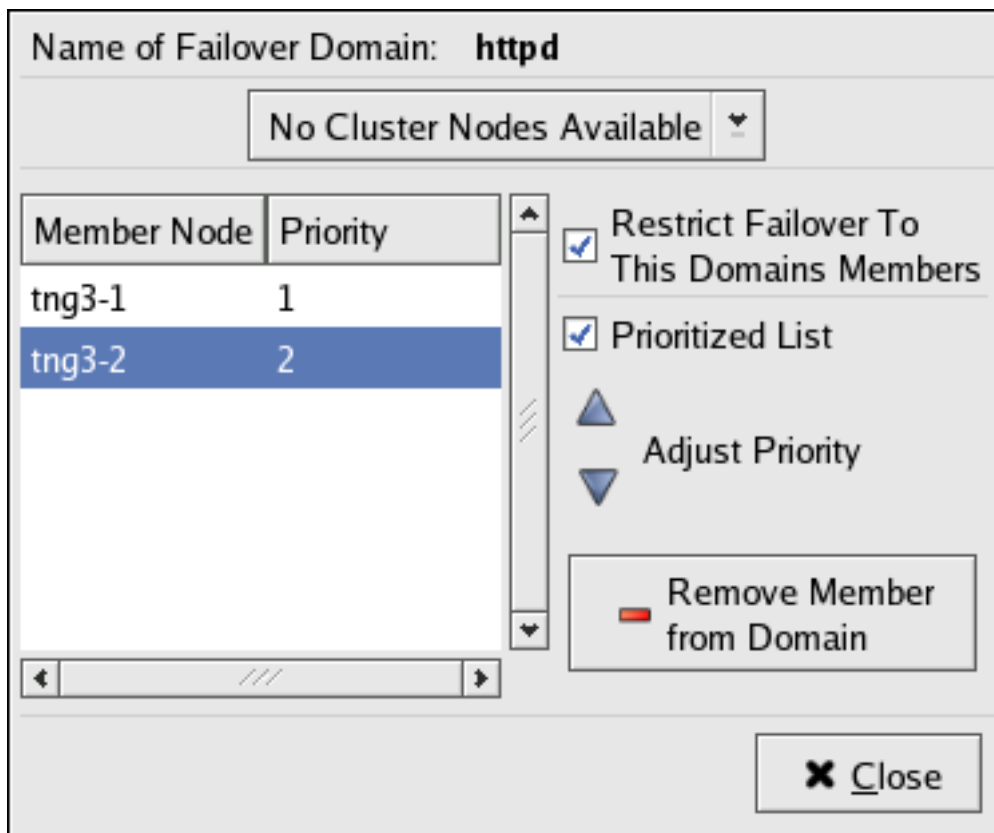 Name of Failover Domain: httpd
No Cluster Nodes Available
Member Node Priority
tng3-1 1
tng3-2 2
Restrict Failover To
This Domains Members
Prioritized List
Adjust Priority
Remove Member
from Domain
Close